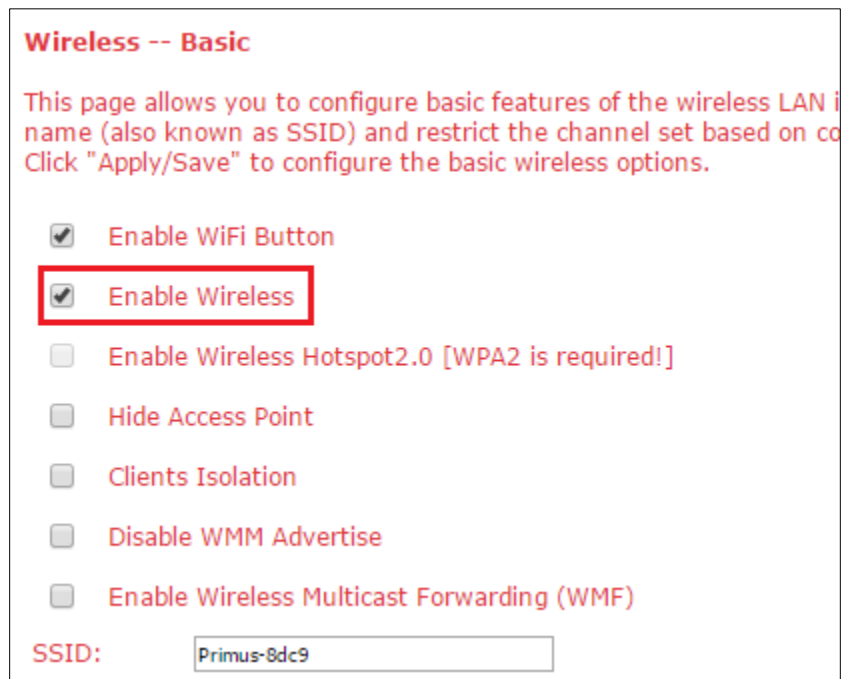 Wireless -- Basic
This page allows you to configure basic features of the wireless LAN i
name (also known as SSID) and restrict the channel set based on co
Click "Apply/Save" to configure the basic wireless options.
Enable WiFi Button
Enable Wireless
Enable Wireless Hotspot2.0 [WPA2 is required!]
Hide Access Point
Clients Isolation
Disable WMM Advertise
Enable Wireless Multicast Forwarding (WMF)
SSID: Primus-8dc9